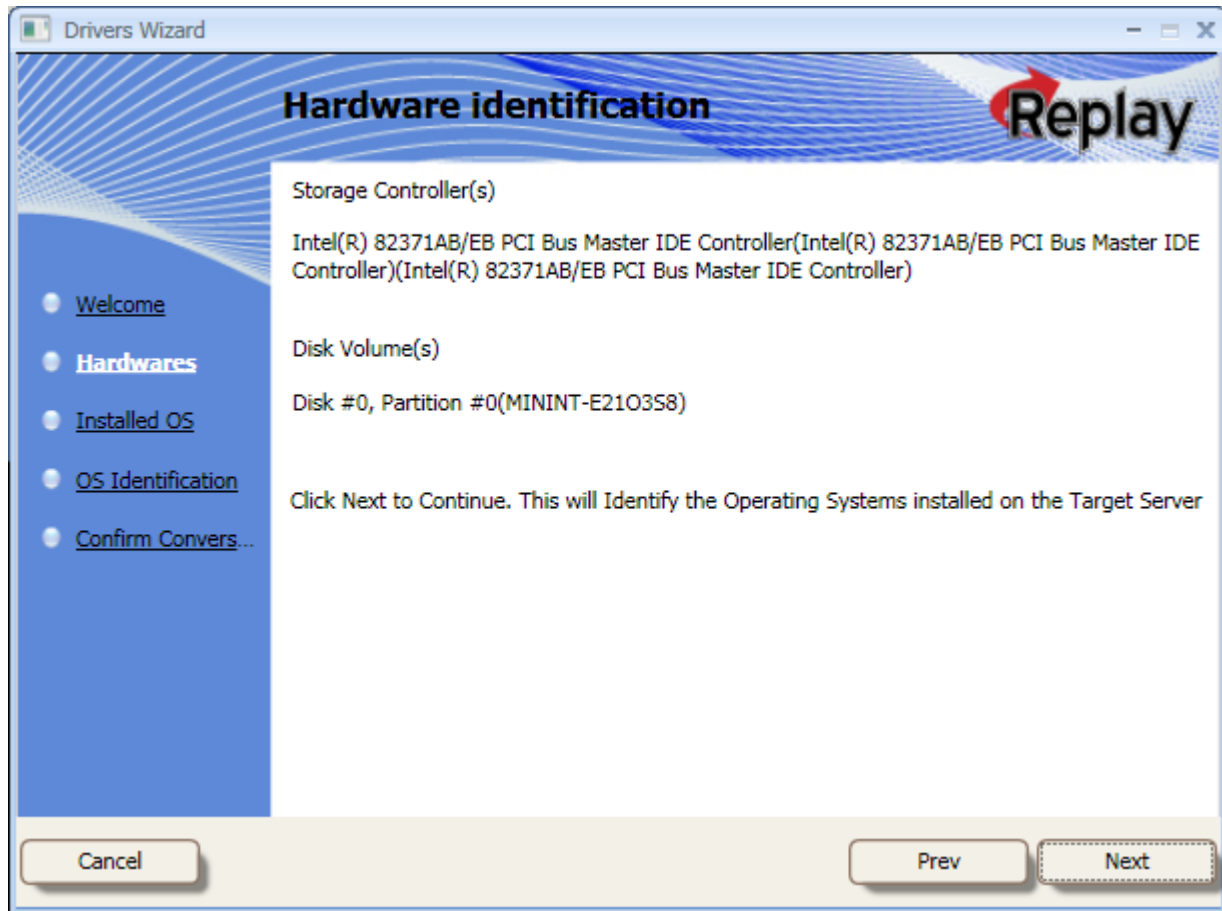 Drivers Wizard
Hardware identification
Replay
Storage Controller(s)
Intel(R) 82371AB/EB PCI Bus Master IDE Controller(Intel(R) 82371AB/EB PCI Bus Master IDE
Controller)(Intel(R) 82371AB/EB PCI Bus Master IDE Controller)
Disk Volume(s)
Disk #0, Partition #0(MININT-E21O3S8)
Click Next to Continue. This will Identify the Operating Systems installed on the Target Server
Welcome
Hardwares
Installed OS
OS Identification
Confirm Convers...
Cancel
Prev
Next